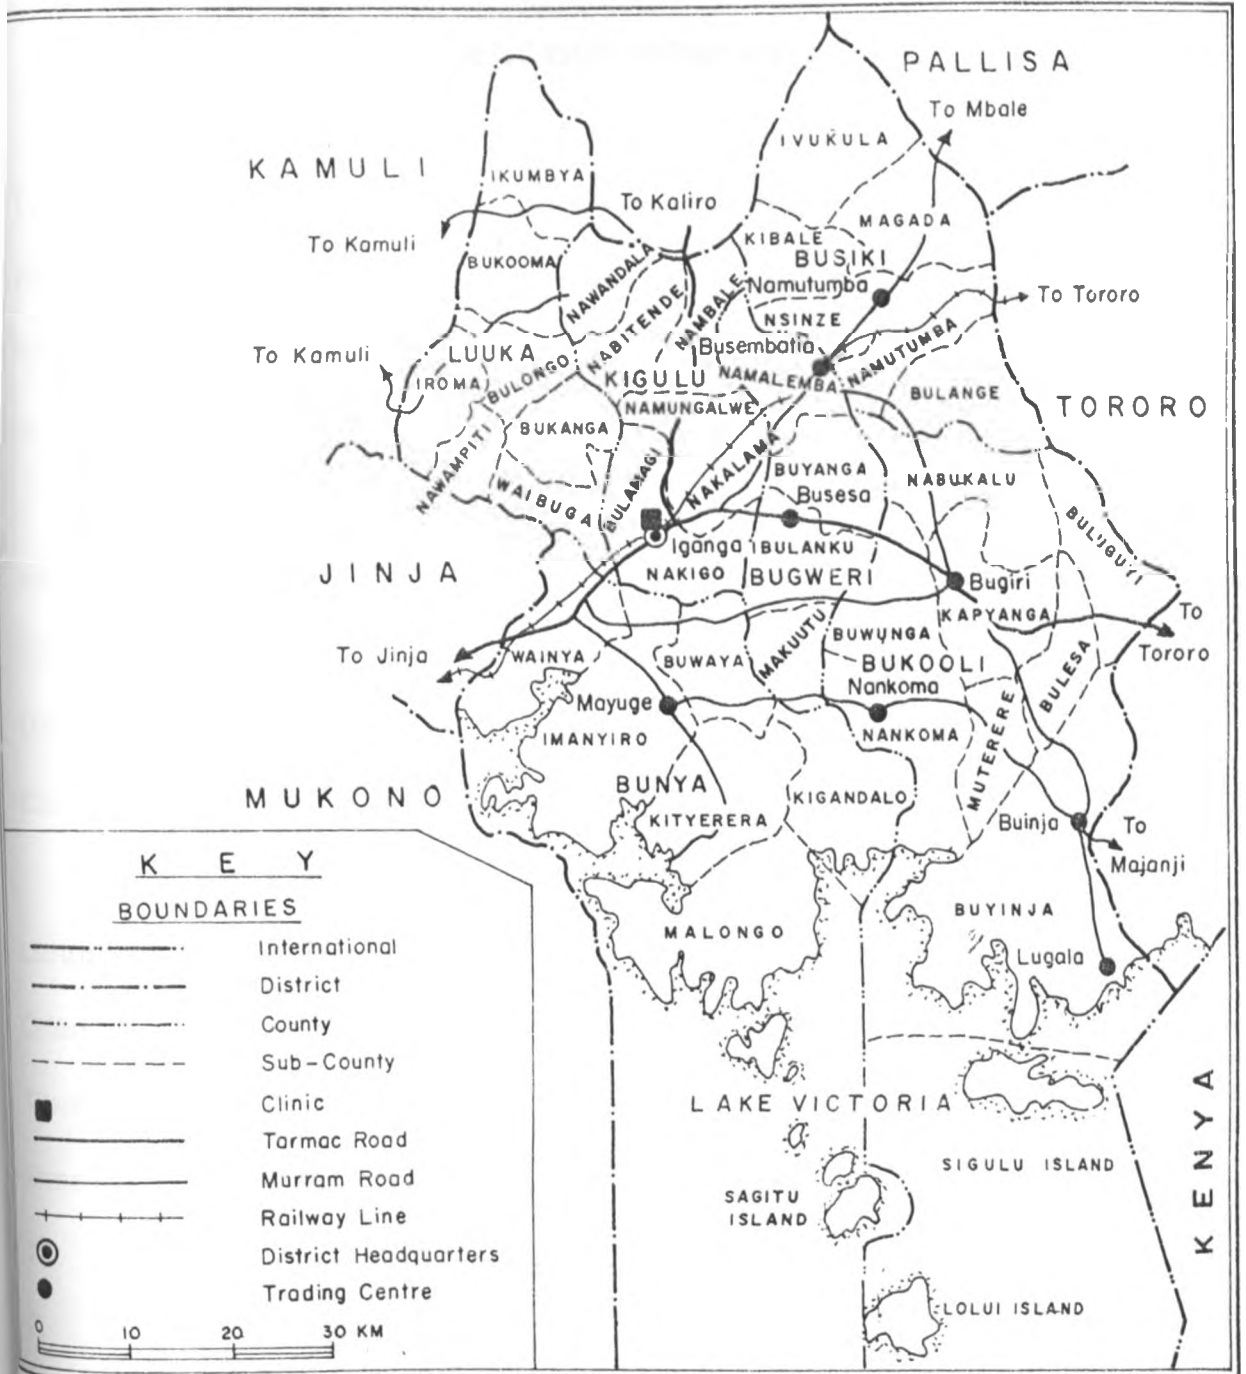 PALLISA
To Mbale
IVUKULA
KAMULI
IKUMBYA
To Kaliro
To Kamuli
KIBALE
MAGADA
BUKOOMA
NAWANDALA
BUSIKI
Namutumba
To Tororo
NABITENDE
NAMBALE
NSINZE
Busembatia
NAMUTUMBA
To Kamuli
LUUKA
IROMA
BULONGO
KIGULU
NAMALEMBA
BULANGE
TORORO
NAMUNGALWE
NAWAMPITI
BUKANGA
WAIBUGA
BULAMAGI
NAKALAMA
BUYANGA
Busesa
NABUKALU
BULUGUYI
Iganga
IBULANKU
JINJA
NAKIGO
BUGWERI
Bugiri
KAPYANGA
To
Tororo
To Jinja
WAINYA
BUWAYA
MAKUUTU
BUWUNGA
BUKOOLI
BULESA
Mayuge
Nankoma
IMANYIRO
NANKOMA
MUTERERE
MUKONO
BUNYA
KIGANDALO
KITYERERA
Buinja
To
Majanji
MALONGO
BUYINJA
Lugala
LAKE VICTORIA
KENYA
SIGULU ISLAND
SAGITU
ISLAND
LOLUI ISLAND
KEY
BOUNDARIES
International
District
County
Sub-County
Clinic
Tarmac Road
Murram Road
Railway Line
District Headquarters
Trading Centre
0 10 20 30 KM